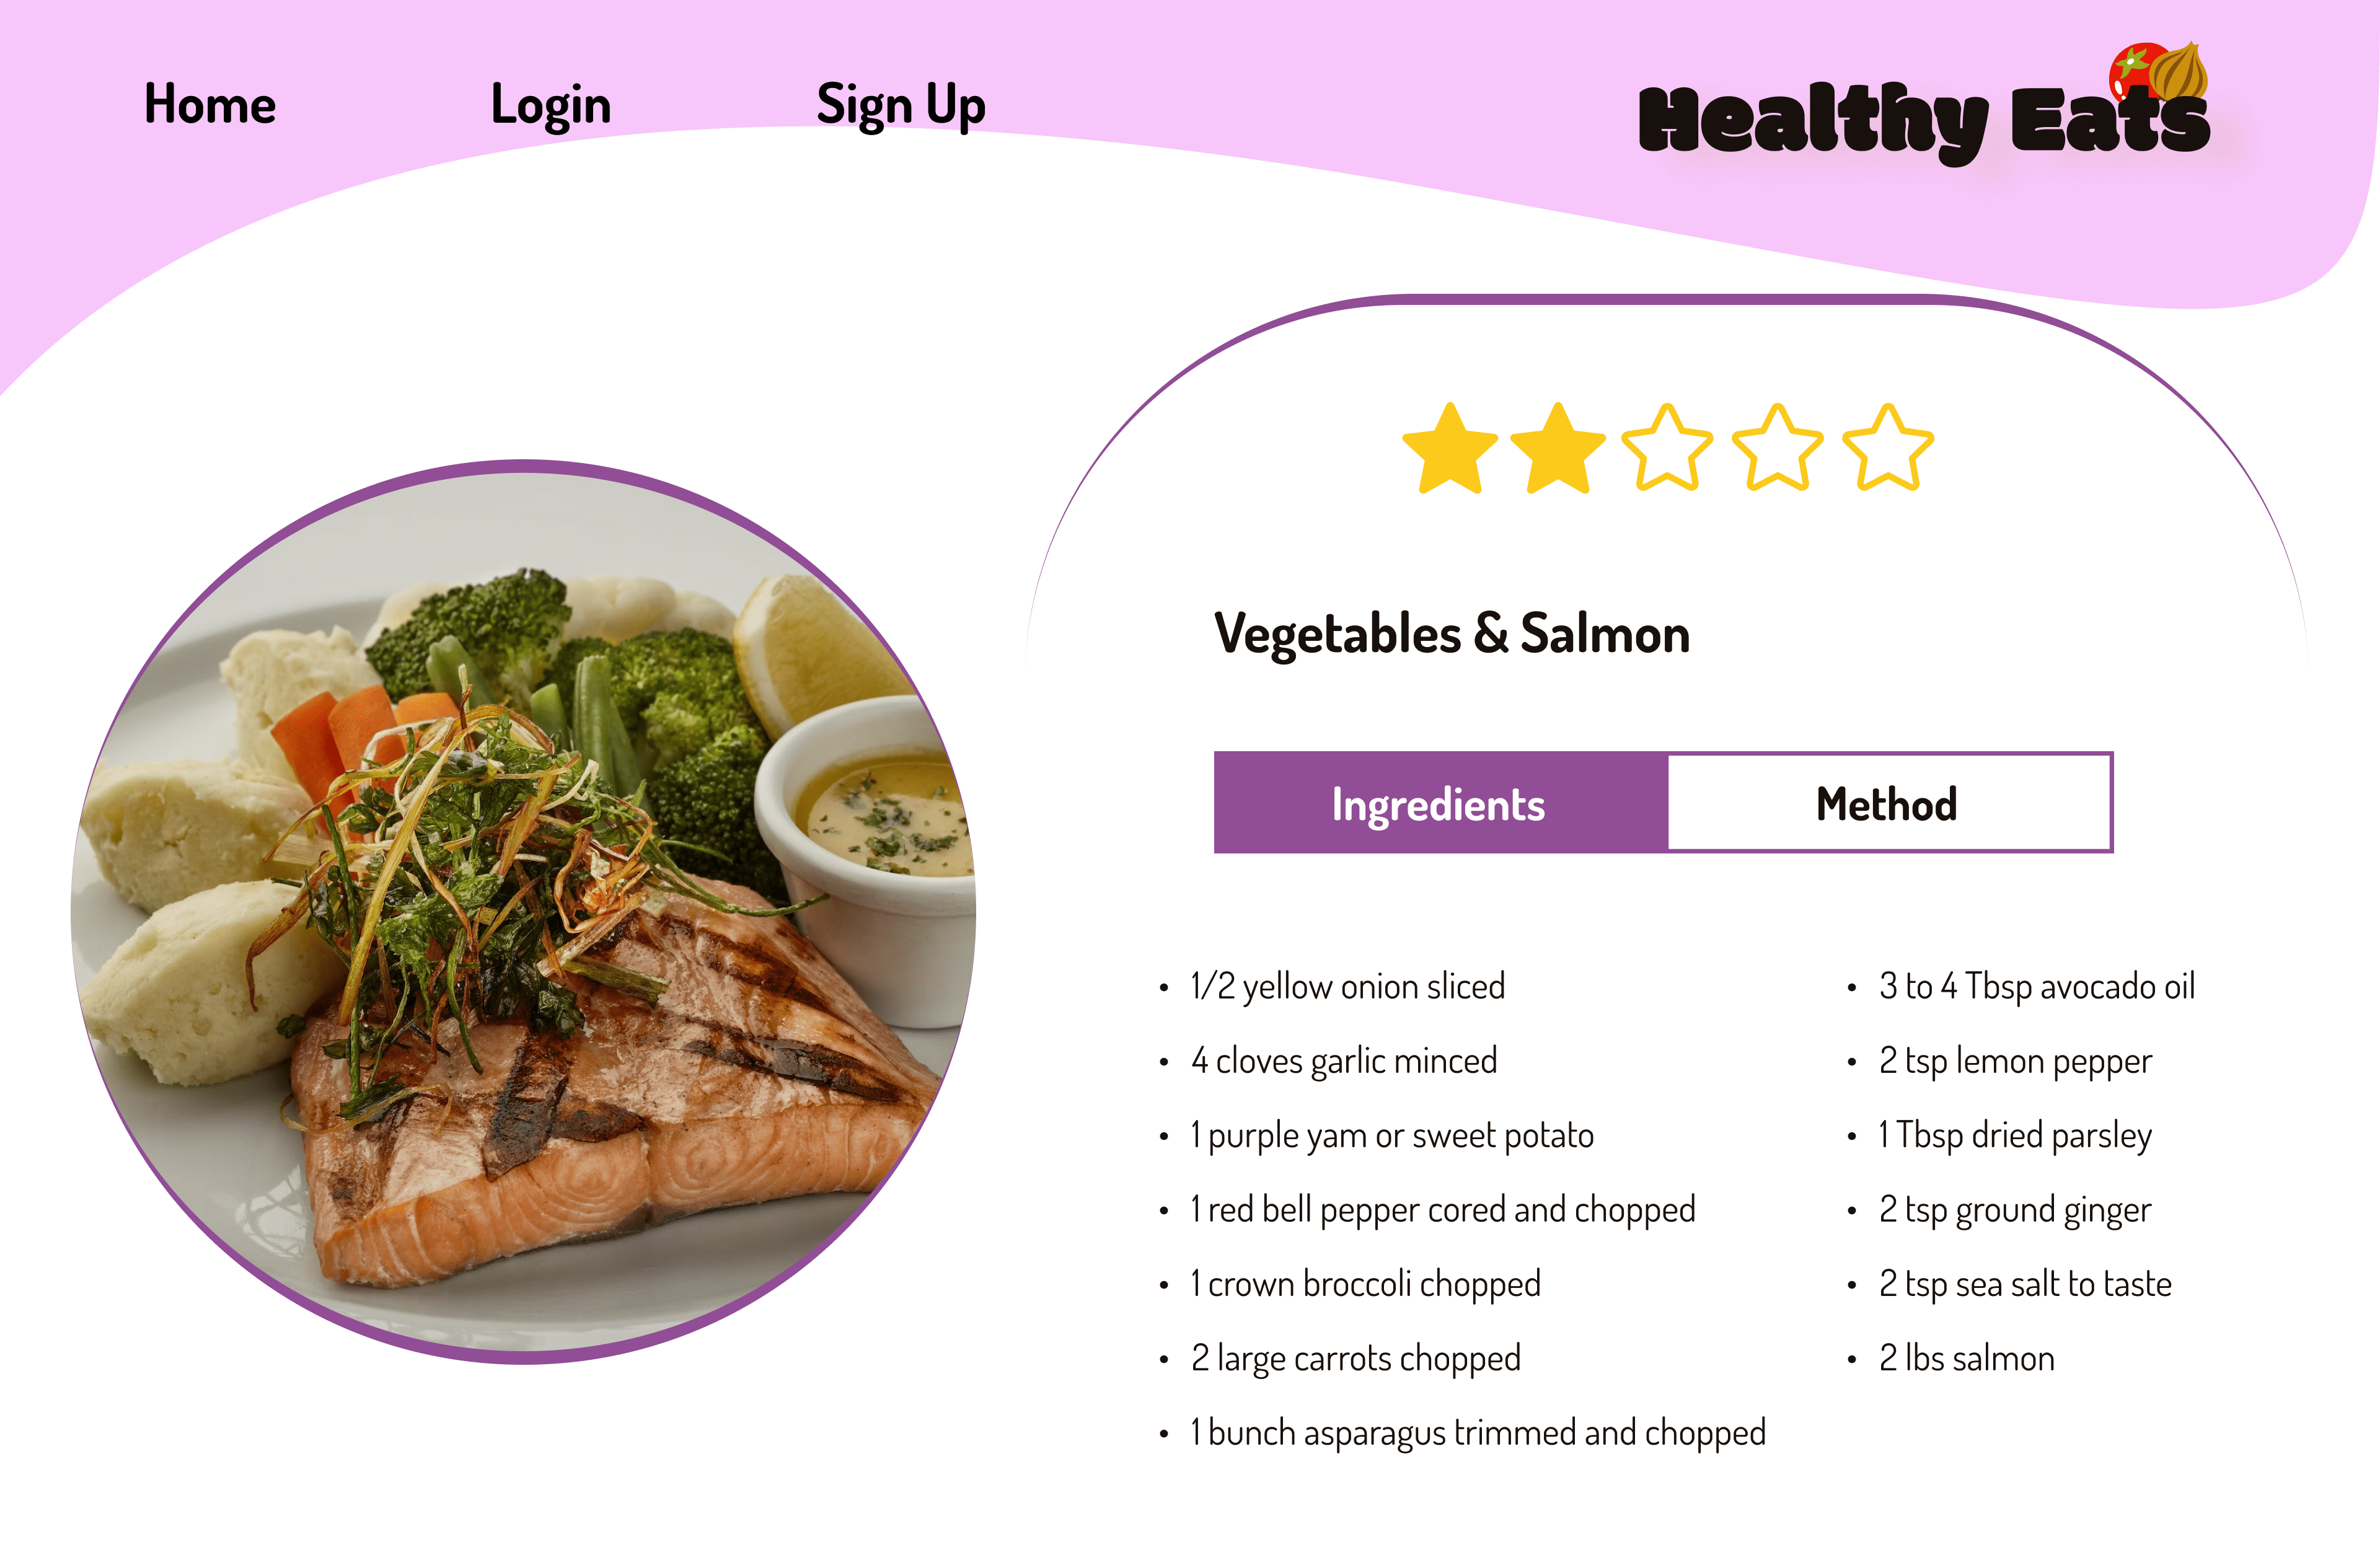 Home
Login
Sign Up
Healthy Eats
Vegetables & Salmon
Ingredients
Method
• 1/2 yellow onion sliced
• 4 cloves garlic minced
• 1 purple yam or sweet potato
• 1 red bell pepper cored and chopped
• 1 crown broccoli chopped
• 2 large carrots chopped
• 1 bunch asparagus trimmed and chopped
• 3 to 4 Tbsp avocado oil
• 2 tsp lemon pepper
• 1 Tbsp dried parsley
• 2 tsp ground ginger
• 2 tsp sea salt to taste
• 2 lbs salmon